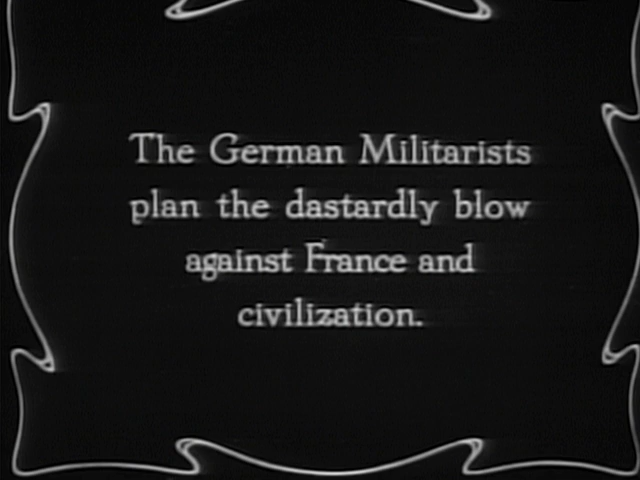 The German Militarists
plan the dastardly blow
against France and
civilization.